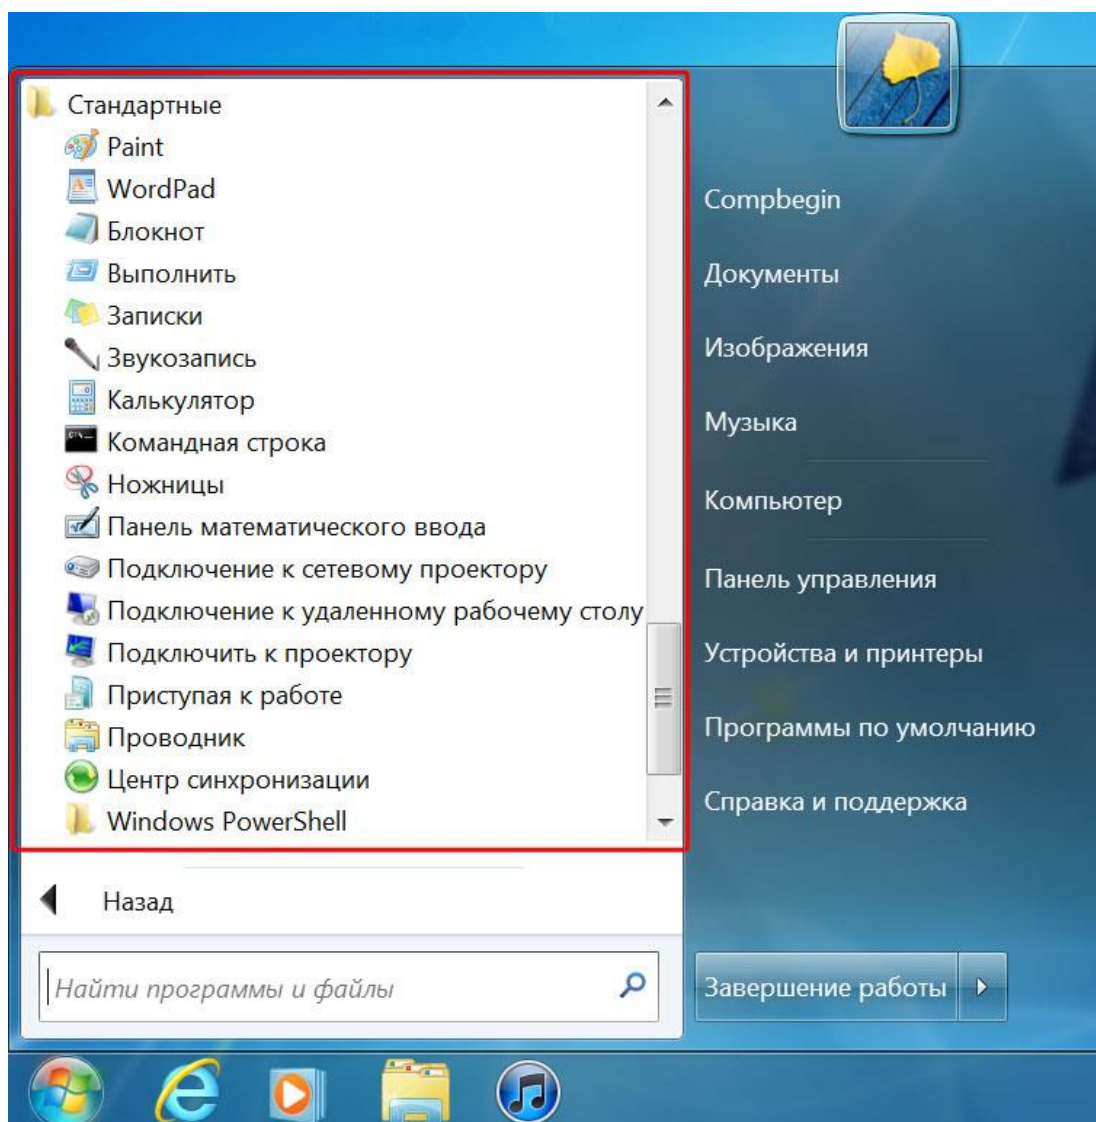 Стандартные
Paint
WordPad
Блокнот
Выполнить
Записки
Звукозапись
Калькулятор
Командная строка
Ножницы
Панель математического ввода
Подключение к сетевому проектору
Подключение к удаленному рабочему столу
Подключить к проектору
Приступая к работе
Проводник
Центр синхронизации
Windows PowerShell
Назад
Найти программы и файлы
Compbegin
Документы
Изображения
Музыка
Компьютер
Панель управления
Устройства и принтеры
Программы по умолчанию
Справка и поддержка
Завершение работы